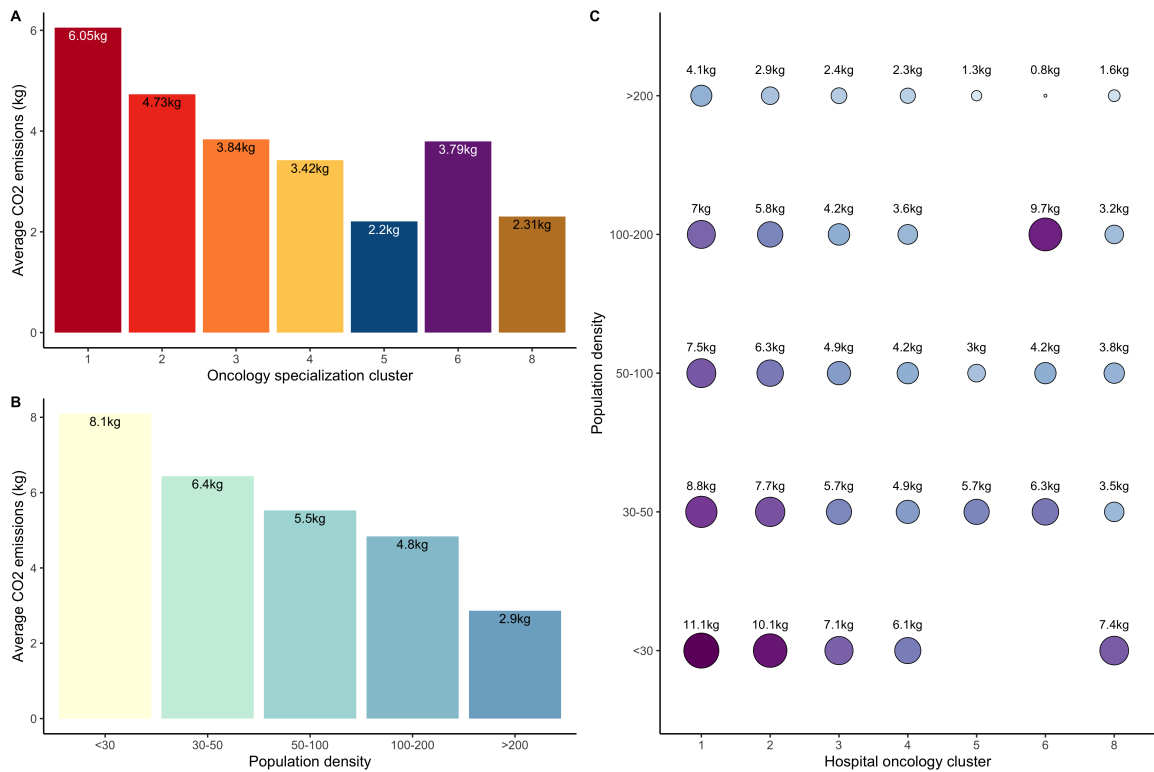 A
Average CO2 emissions (kg)
6
4
2
0
6.05kg
4.73kg
3.84kg
3.42kg
2.2kg
3.79kg
2.31kg
1 2 3 4 5 6 8
Oncology specialization cluster
B
Average CO2 emissions (kg)
8
6
4
2
0
8.1kg
6.4kg
5.5kg
4.8kg
2.9kg
<30 30-50 50-100 100-200 >200
Population density
C
Population density
4.1kg 2.9kg 2.4kg 2.3kg 1.3kg 0.8kg 1.6kg
>200
7kg 5.8kg 4.2kg 3.6kg 9.7kg 3.2kg
100-200
7.5kg 6.3kg 4.9kg 4.2kg 3kg 4.2kg 3.8kg
50-100
8.8kg 7.7kg 5.7kg 4.9kg 5.7kg 6.3kg 3.5kg
30-50
11.1kg 10.1kg 7.1kg 6.1kg 7.4kg
<30
1 2 3 4 5 6 8
Hospital oncology cluster